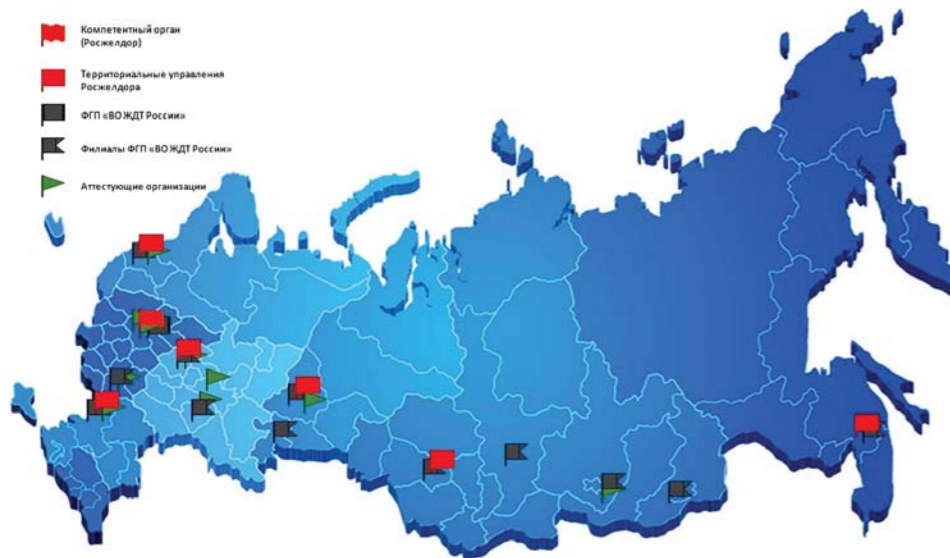 Компетентный орган
(Росжелдор)
Территориальные управления
Росжелдора
ФГП «ВО ЖДТ России»
Филиалы ФГП «ВО ЖДТ России»
Аттестующие организации